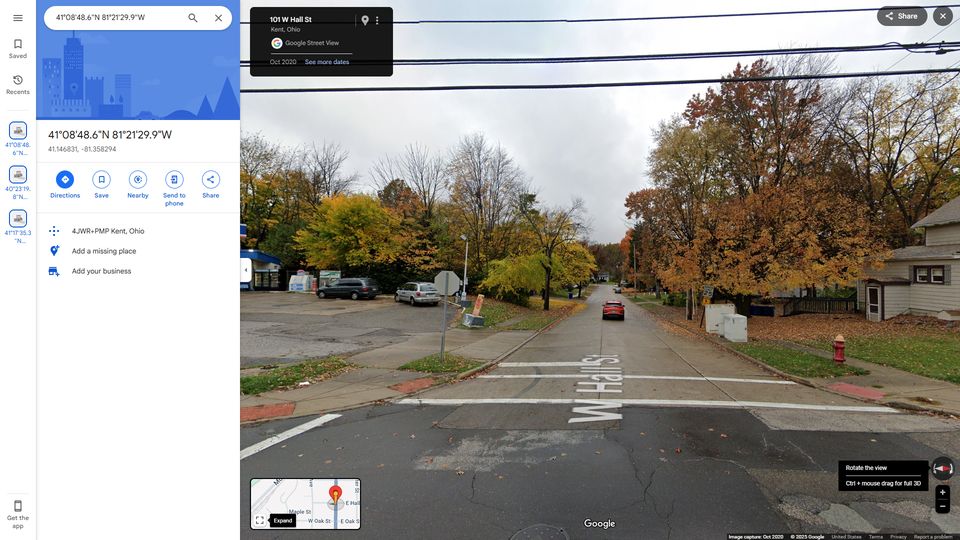 41°08'48.6"N 81°21'29.9"W
Saved
Recents
41°08'48.
6"N...
40°23'19.
8"N...
41°17'35.3
"N...
Get the
app
41°08'48.6"N 81°21'29.9"W
41.146831, -81.358294
Directions
Save
Nearby
Send to
phone
Share
4JWR+PMP Kent, Ohio
Add a missing place
Add your business
101 W Hall St
Kent, Ohio
Google Street View
Oct 2020 See more dates
Share
W Hall St
Rotate the view
Ctrl + mouse drag for full 3D
Maple St
E Hall
W Oak St
E Oak S
Expand
Google
Image capture: Oct 2020 © 2025 Google United States Terms Privacy Report a problem